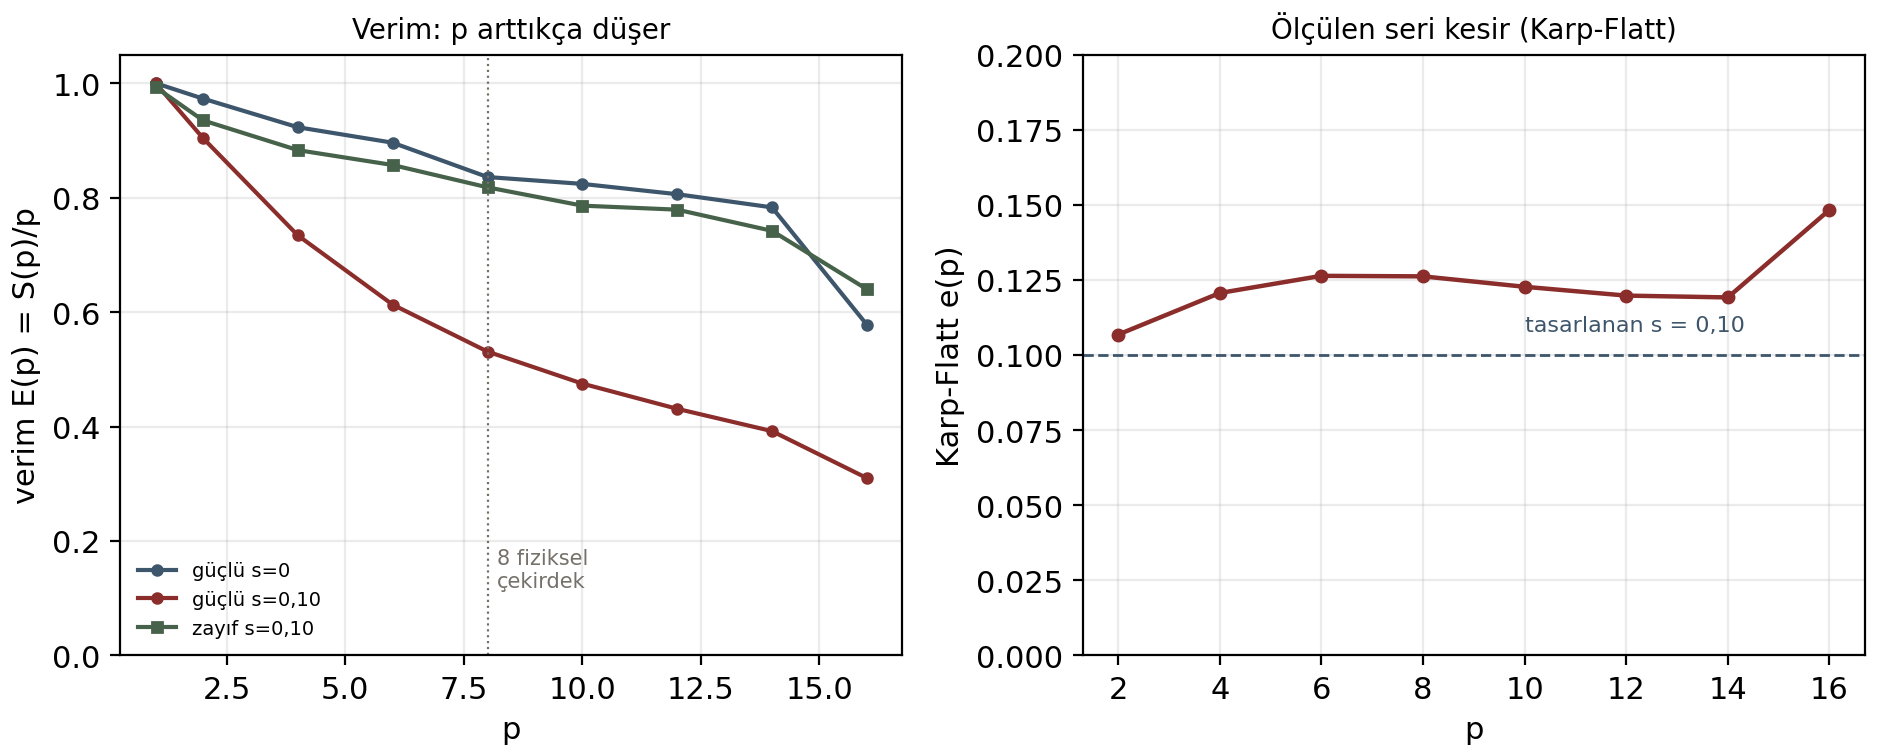 Verim: p arttıkça düşer
verim E(p) = S(p)/p
1.0
0.8
0.6
0.4
0.2
0.0
8 fiziksel
çekirdek
güçlü s=0
güçlü s=0,10
zayıf s=0,10
2.5 5.0 7.5 10.0 12.5 15.0
p
Ölçülen seri kesir (Karp-Flatt)
Karp-Flatt e(p)
0.200
0.175
0.150
0.125
0.100
0.075
0.050
0.025
0.000
tasarlanan s = 0,10
2 4 6 8 10 12 14 16
p